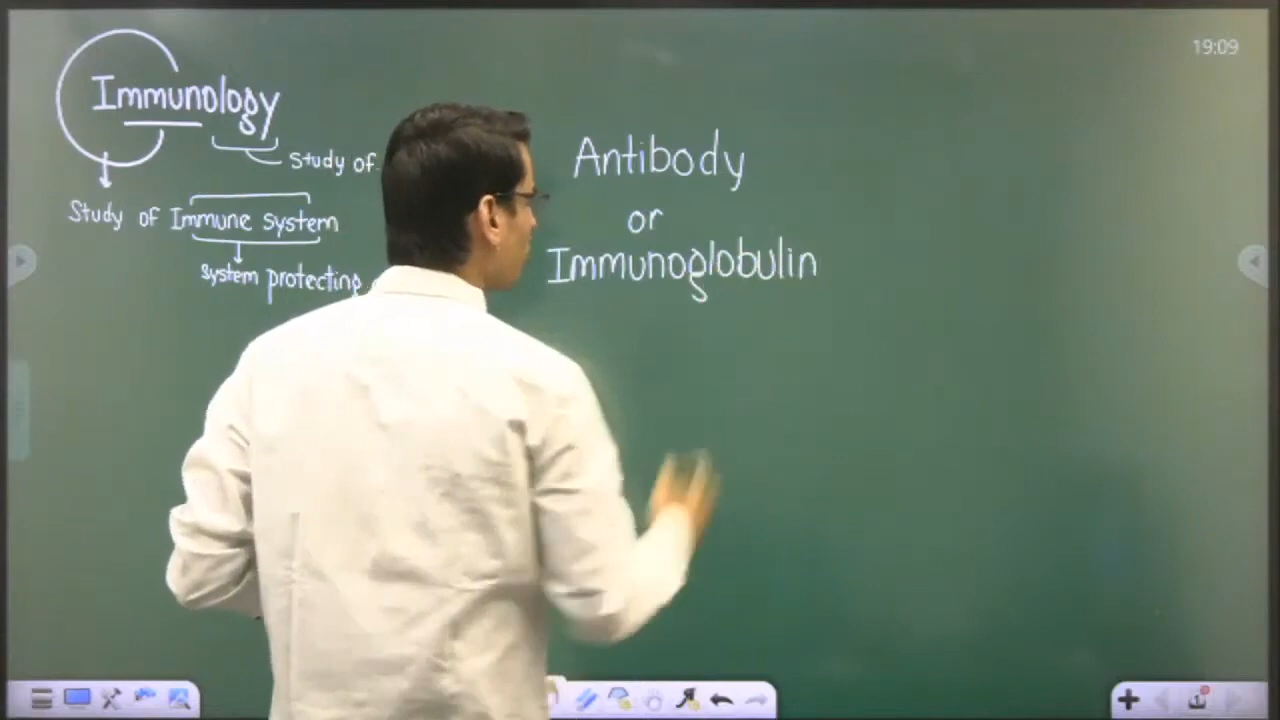 19:09
Immunology
Study of
Study of Immune system
System protecting
Antibody
or
Immunoglobulin